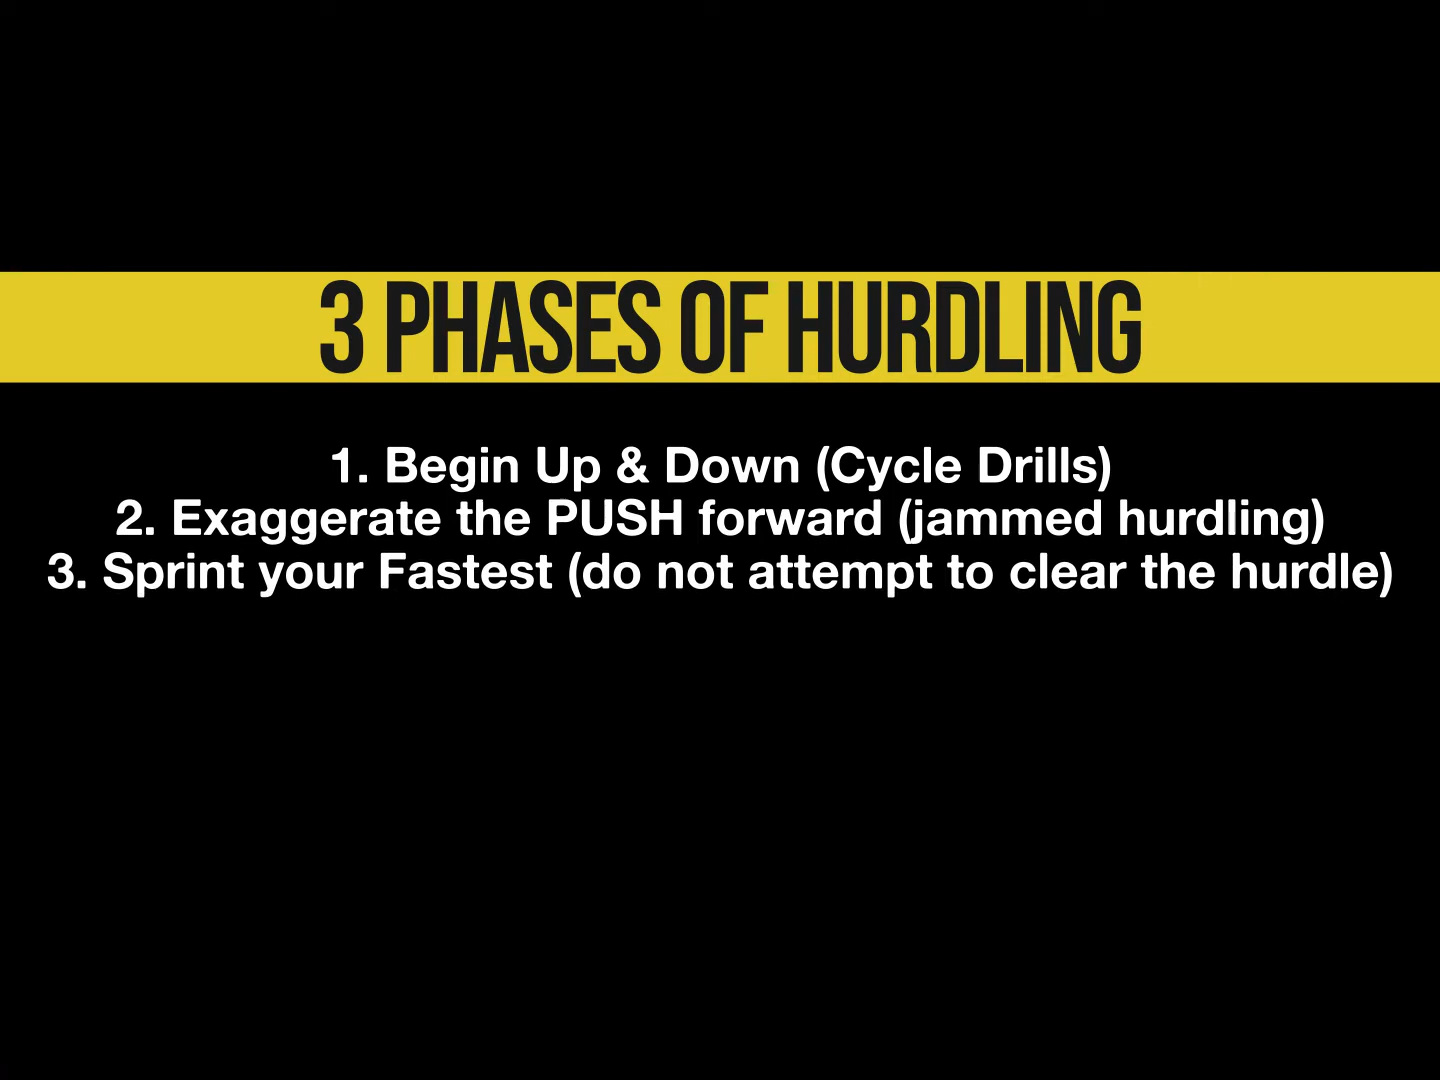 3 PHASES OF HURDLING
1. Begin Up & Down (Cycle Drills)
2. Exaggerate the PUSH forward (jammed hurdling)
3. Sprint your Fastest (do not attempt to clear the hurdle)